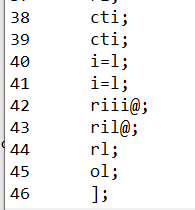 38 cti;
39 cti;
40 i=l;
41 i=l;
42 riii@;
43 ril@;
44 rl;
45 ol;
46 ];